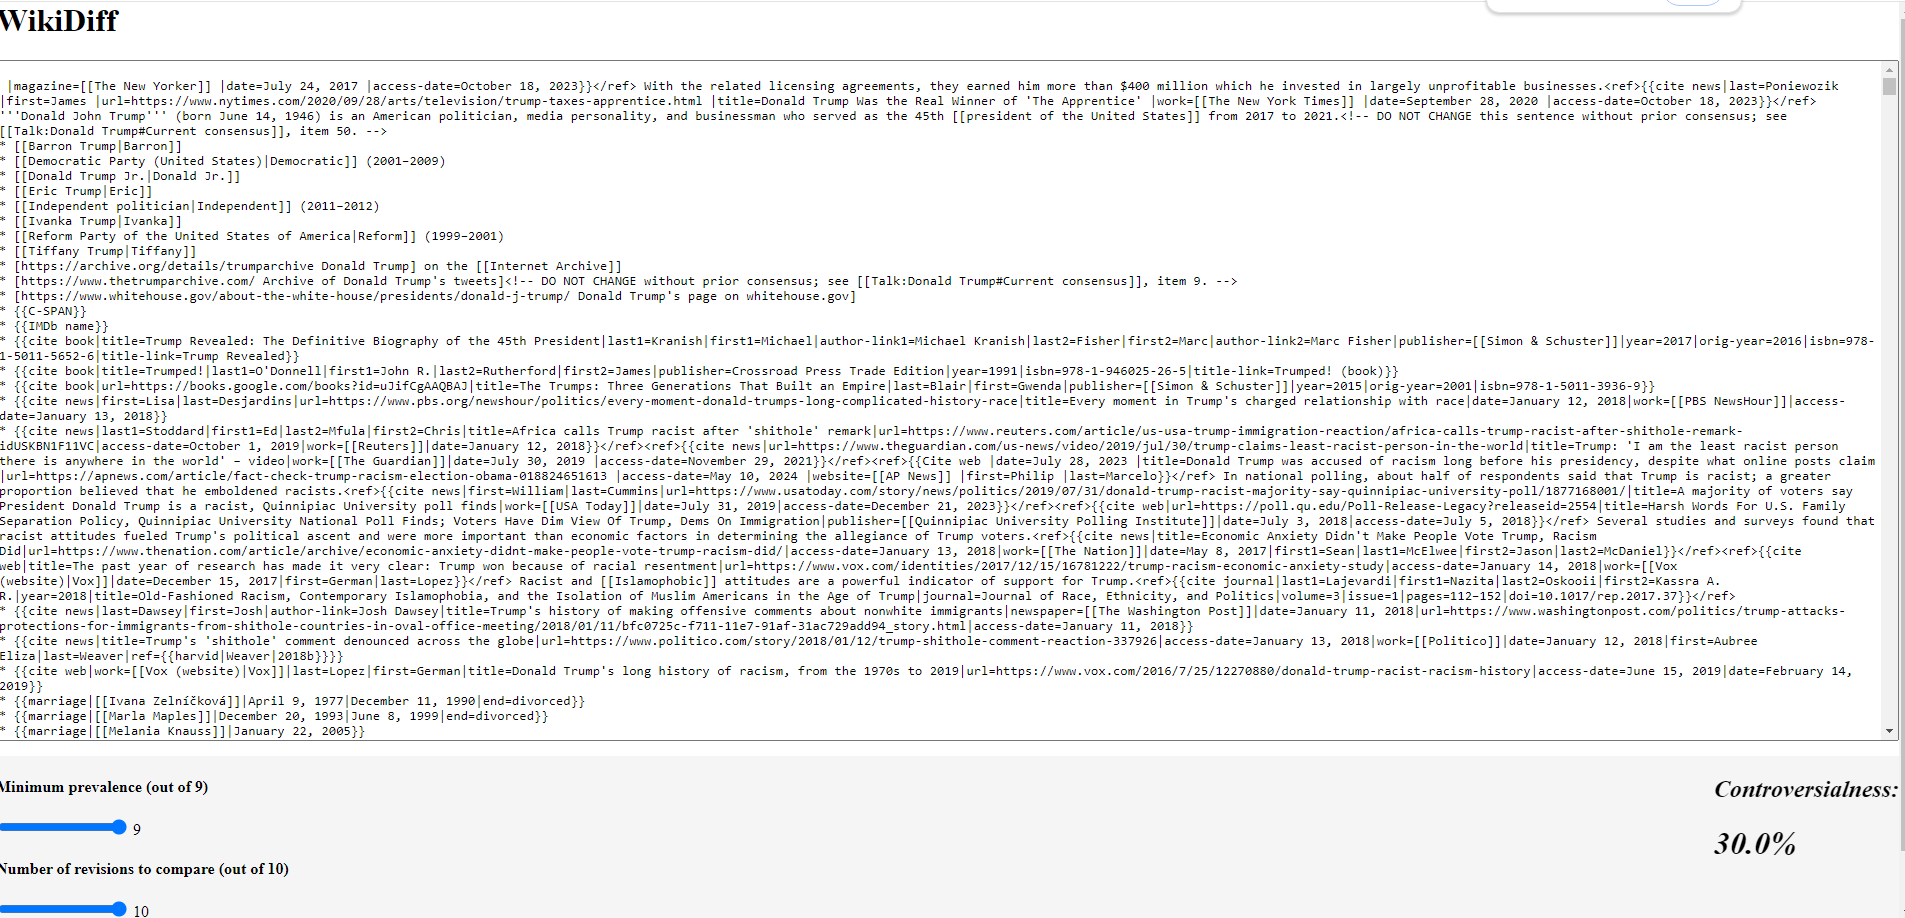 WikiDiff
|magazine=[[The New Yorker]] |date=July 24, 2017 |access-date=October 18, 2023}}</ref> With the related licensing agreements, they earned him more than $400 million which he invested in largely unprofitable businesses.<ref>{{cite news|last=Poniewozik
|first=James |url=https://www.nytimes.com/2020/09/28/arts/television/trump-taxes-apprentice.html |title=Donald Trump Was the Real Winner of 'The Apprentice' |work=[[The New York Times]] |date=September 28, 2020 |access-date=October 18, 2023}}</ref>
'''Donald John Trump''' (born June 14, 1946) is an American politician, media personality, and businessman who served as the 45th [[president of the United States]] from 2017 to 2021.<!-- DO NOT CHANGE this sentence without prior consensus; see
[[Talk:Donald Trump#Current consensus]], item 50. -->
* [[Barron Trump|Barron]]
* [[Democratic Party (United States)|Democratic]] (2001–2009)
* [[Donald Trump Jr.|Donald Jr.]]
* [[Eric Trump|Eric]]
* [[Independent politician|Independent]] (2011–2012)
* [[Ivanka Trump|Ivanka]]
* [[Reform Party of the United States of America|Reform]] (1999–2001)
* [[Tiffany Trump|Tiffany]]
* [https://archive.org/details/trumparchive Donald Trump] on the [[Internet Archive]]
* [https://www.thetrumparchive.com/ Archive of Donald Trump's tweets]<!-- DO NOT CHANGE without prior consensus; see [[Talk:Donald Trump#Current consensus]], item 9. -->
* [https://www.whitehouse.gov/about-the-white-house/presidents/donald-j-trump/ Donald Trump's page on whitehouse.gov]
* {{C-SPAN}}
* {{IMDb name}}
* {{cite book|title=Trump Revealed: The Definitive Biography of the 45th President|last1=Kranish|first1=Michael|author-link1=Michael Kranish|last2=Fisher|first2=Marc|author-link2=Marc Fisher|publisher=[[Simon & Schuster]]|year=2017|orig-year=2016|isbn=978-
1-5011-5652-6|title-link=Trump Revealed}}
* {{cite book|title=Trumped!|last1=O'Donnell|first1=John R.|last2=Rutherford|first2=James|publisher=Crossroad Press Trade Edition|year=1991|isbn=978-1-946025-26-5|title-link=Trumped! (book)}}
* {{cite book|url=https://books.google.com/books?id=uJifCgAAQBAJ|title=The Trumps: Three Generations That Built an Empire|last=Blair|first=Gwenda|publisher=[[Simon & Schuster]]|year=2015|orig-year=2001|isbn=978-1-5011-3936-9}}
* {{cite news|first=Lisa|last=Desjardins|url=https://www.pbs.org/newshour/politics/every-moment-donald-trumps-long-complicated-history-race|title=Every moment in Trump's charged relationship with race|date=January 12, 2018|work=[[PBS NewsHour]]|access-
date=January 13, 2018}}
* {{cite news|last1=Stoddard|first1=Ed|last2=Mfula|first2=Chris|title=Africa calls Trump racist after 'shithole' remark|url=https://www.reuters.com/article/us-usa-trump-immigration-reaction/africa-calls-trump-racist-after-shithole-remark-
idUSKBN1F11VC|access-date=October 1, 2019|work=[[Reuters]]|date=January 12, 2018}}</ref><ref>{{cite news|url=https://www.theguardian.com/us-news/video/2019/jul/30/trump-claims-least-racist-person-in-the-world|title=Trump: 'I am the least racist person
there is anywhere in the world' – video|work=[[The Guardian]]|date=July 30, 2019 |access-date=November 29, 2021}}</ref><ref>{{Cite web |date=July 28, 2023 |title=Donald Trump was accused of racism long before his presidency, despite what online posts claim
|url=https://apnews.com/article/fact-check-trump-racism-election-obama-018824651613 |access-date=May 10, 2024 |website=[[AP News]] |first=Philip |last=Marcelo}}</ref> In national polling, about half of respondents said that Trump is racist; a greater
proportion believed that he emboldened racists.<ref>{{cite news|first=William|last=Cummins|url=https://www.usatoday.com/story/news/politics/2019/07/31/donald-trump-racist-majority-say-quinnipiac-university-poll/1877168001/|title=A majority of voters say
President Donald Trump is a racist, Quinnipiac University poll finds|work=[[USA Today]]|date=July 31, 2019|access-date=December 21, 2023}}</ref><ref>{{cite web|url=https://poll.qu.edu/Poll-Release-Legacy?releaseid=2554|title=Harsh Words For U.S. Family
Separation Policy, Quinnipiac University National Poll Finds; Voters Have Dim View Of Trump, Dems On Immigration|publisher=[[Quinnipiac University Polling Institute]]|date=July 3, 2018|access-date=July 5, 2018}}</ref> Several studies and surveys found that
racist attitudes fueled Trump's political ascent and were more important than economic factors in determining the allegiance of Trump voters.<ref>{{cite news|title=Economic Anxiety Didn't Make People Vote Trump, Racism
Did|url=https://www.thenation.com/article/archive/economic-anxiety-didnt-make-people-vote-trump-racism-did/|access-date=January 13, 2018|work=[[The Nation]]|date=May 8, 2017|first1=Sean|last1=McElwee|first2=Jason|last2=McDaniel}}</ref><ref>{{cite
web|title=The past year of research has made it very clear: Trump won because of racial resentment|url=https://www.vox.com/identities/2017/12/15/16781222/trump-racism-economic-anxiety-study|access-date=January 14, 2018|work=[[Vox
(website)|Vox]]|date=December 15, 2017|first=German|last=Lopez}}</ref> Racist and [[Islamophobic]] attitudes are a powerful indicator of support for Trump.<ref>{{cite journal|last1=Lajevardi|first1=Nazita|last2=Oskooii|first2=Kassra A.
R.|year=2018|title=Old-Fashioned Racism, Contemporary Islamophobia, and the Isolation of Muslim Americans in the Age of Trump|journal=Journal of Race, Ethnicity, and Politics|volume=3|issue=1|pages=112–152|doi=10.1017/rep.2017.37}}</ref>
* {{cite news|last=Dawsey|first=Josh|author-link=Josh Dawsey|title=Trump's history of making offensive comments about nonwhite immigrants|newspaper=[[The Washington Post]]|date=January 11, 2018|url=https://www.washingtonpost.com/politics/trump-attacks-
protections-for-immigrants-from-shithole-countries-in-oval-office-meeting/2018/01/11/bfc0725c-f711-11e7-91af-31ac729add94_story.html|access-date=January 11, 2018}}
* {{cite news|title=Trump's 'shithole' comment denounced across the globe|url=https://www.politico.com/story/2018/01/12/trump-shithole-comment-reaction-337926|access-date=January 13, 2018|work=[[Politico]]|date=January 12, 2018|first=Aubree
Eliza|last=Weaver|ref={{harvid|Weaver|2018b}}}}
* {{cite web|work=[[Vox (website)|Vox]]|last=Lopez|first=German|title=Donald Trump's long history of racism, from the 1970s to 2019|url=https://www.vox.com/2016/7/25/12270880/donald-trump-racist-racism-history|access-date=June 15, 2019|date=February 14,
2019}}
* {{marriage|[[Ivana Zelníčková]]|April 9, 1977|December 11, 1990|end=divorced}}
* {{marriage|[[Marla Maples]]|December 20, 1993|June 8, 1999|end=divorced}}
* {{marriage|[[Melania Knauss]]|January 22, 2005}}
Minimum prevalence (out of 9)
9
Number of revisions to compare (out of 10)
10
Controversialness:
30.0%